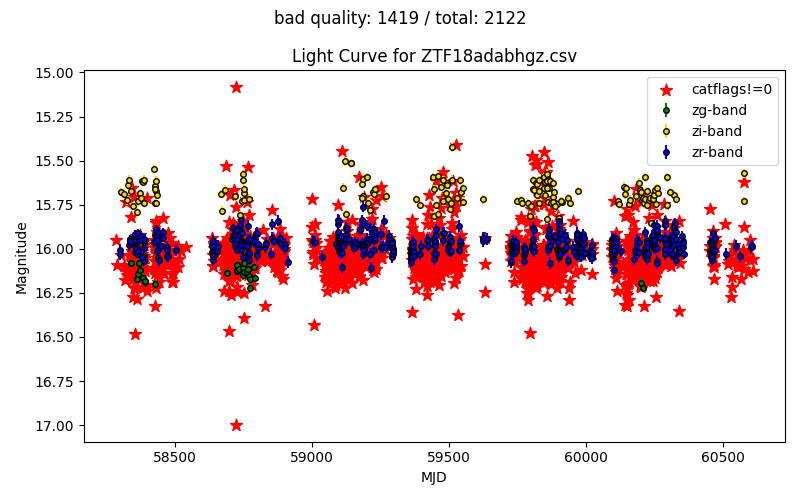 bad quality: 1419 / total: 2122
Light Curve for ZTF18adabhgz.csv
15.00
15.25
15.50
15.75
16.00
16.25
16.50
16.75
17.00
Magnitude
catflags!=0
zg-band
zi-band
zr-band
58500
59000
59500
60000
60500
MJD